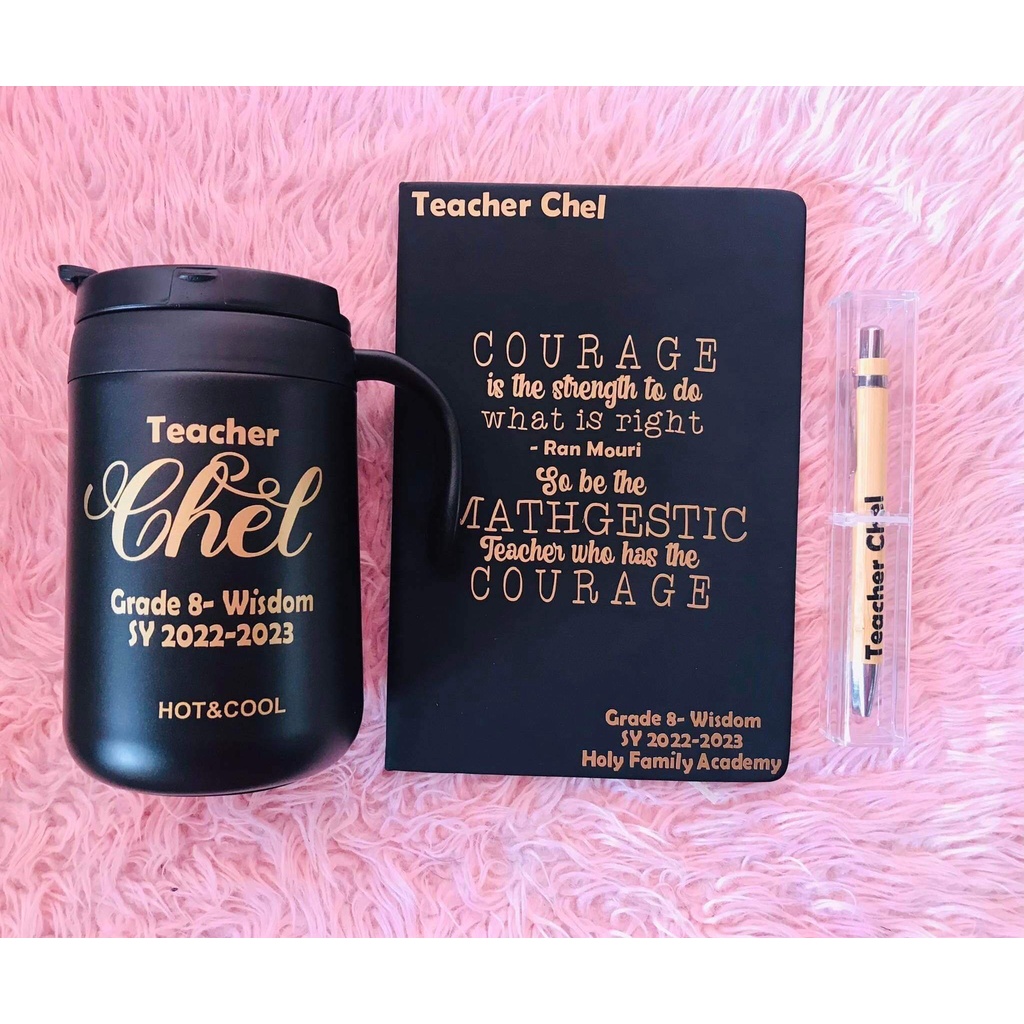 Teacher
Chel
Grade 8- Wisdom
SY 2022-2023
HOT&COOL
Teacher Chel
COURAGE
is the strength to do
what is right
- Ran Mouri
So be the
MATHGESTIC
Teacher who has the
COURAGE
Grade 8- Wisdom
SY 2022-2023
Holy Family Academy
Teacher Chel